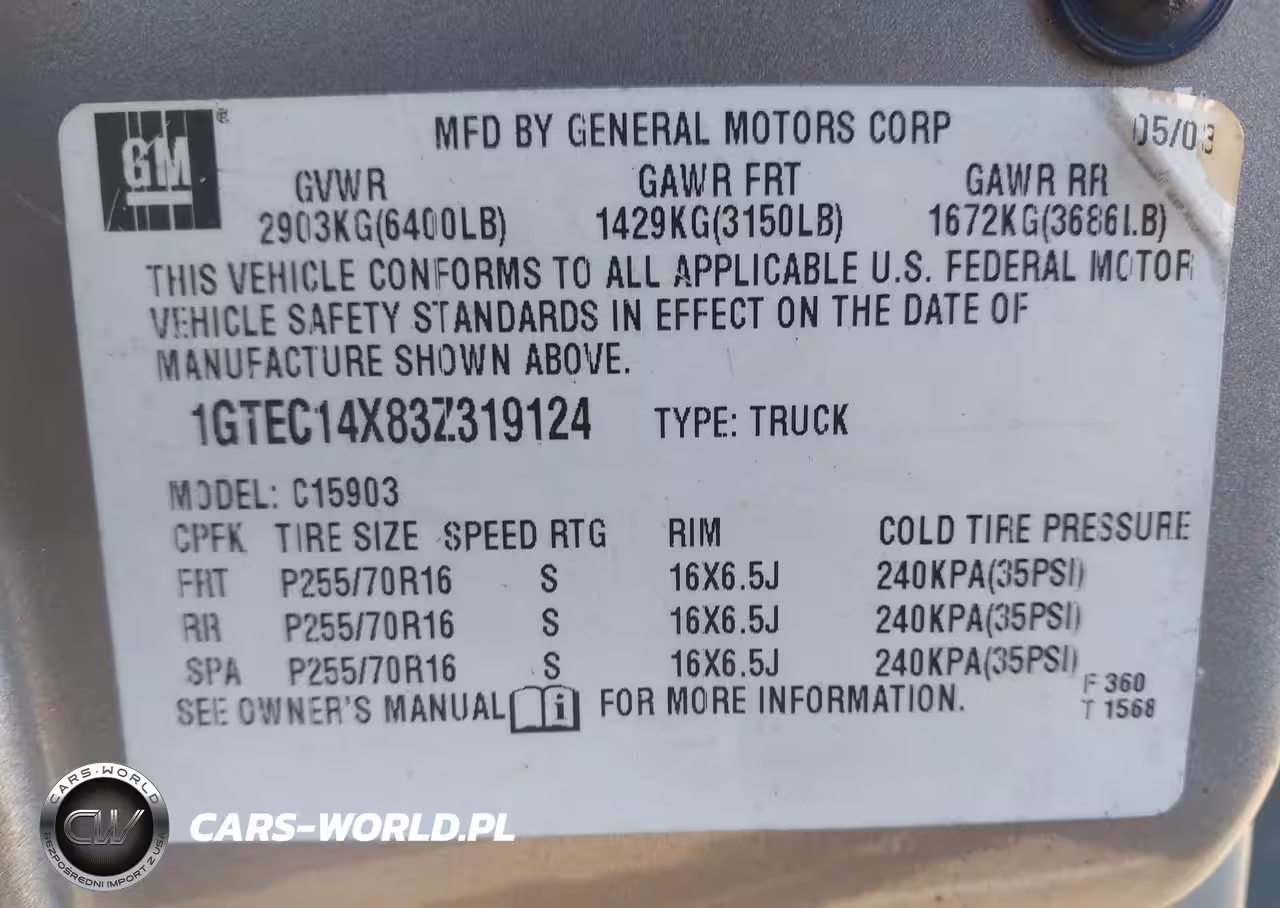 GM®
MFD BY GENERAL MOTORS CORP
05/03
GVWR GAWR FRT GAWR RR
2903KG(6400LB) 1429KG(3150LB) 1672KG(3686LB)
THIS VEHICLE CONFORMS TO ALL APPLICABLE U.S. FEDERAL MOTOR
VEHICLE SAFETY STANDARDS IN EFFECT ON THE DATE OF
MANUFACTURE SHOWN ABOVE.
1GTEC14X83Z319124 TYPE: TRUCK
MODEL: C15903
CPFK TIRE SIZE SPEED RTG RIM COLD TIRE PRESSURE
FRT P255/70R16 S 16X6.5J 240KPA(35PSI)
RR P255/70R16 S 16X6.5J 240KPA(35PSI)
SPA P255/70R16 S 16X6.5J 240KPA(35PSI)
SEE OWNER'S MANUAL i FOR MORE INFORMATION.
F 360
T 1568
CARS-WORLD
CW
BEZPOŚREDNI IMPORT Z USA
CARS-WORLD.PL